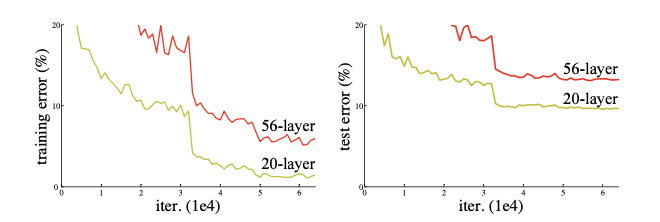 training error (%)
20
10
0
56-layer
20-layer
0 1 2 3 4 5 6
iter. (1e4)
test error (%)
20
10
0
56-layer
20-layer
0 1 2 3 4 5 6
iter. (1e4)